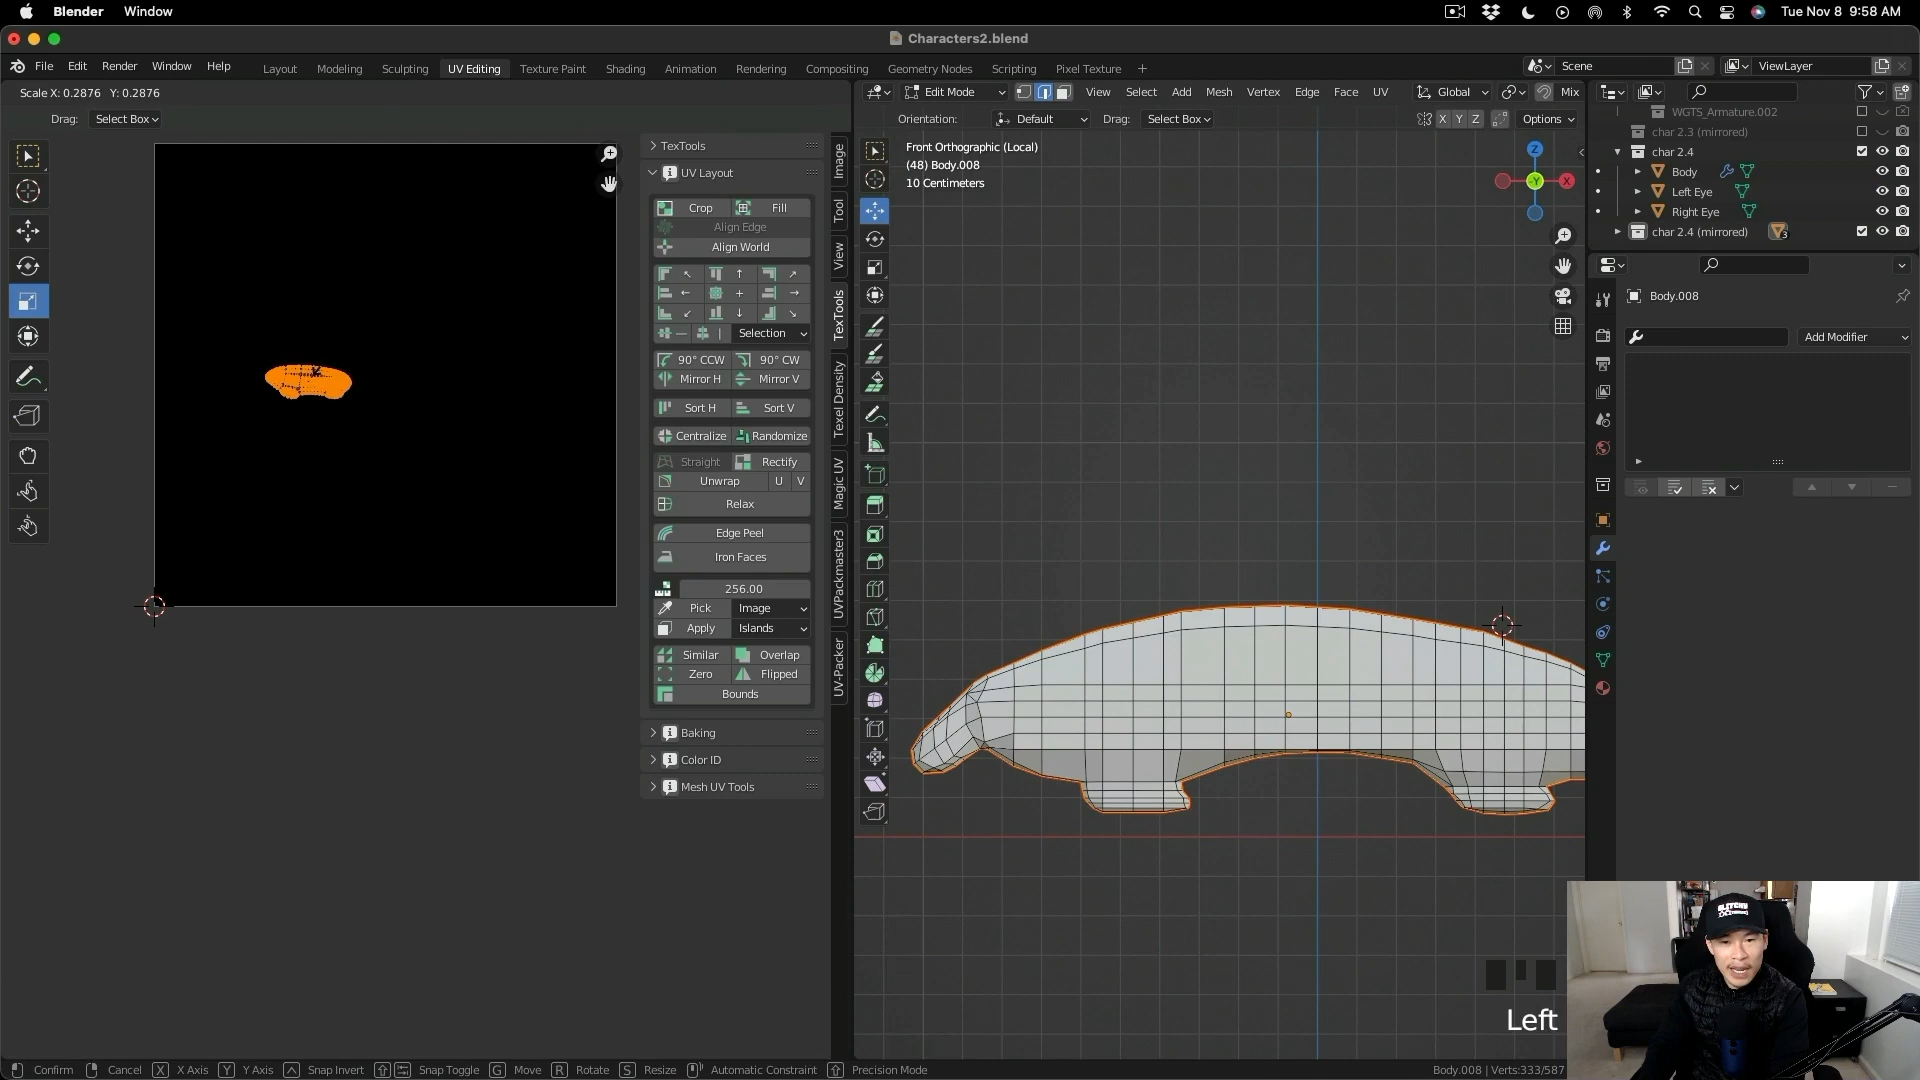 Blender Window Tue Nov 8 9:58 AM
Characters2.blend
File Edit Render Window Help Layout Modeling Sculpting UV Editing Texture Paint Shading Animation Rendering Compositing Geometry Nodes Scripting Pixel Texture + Scene ViewLayer
Scale X: 0.2876 Y: 0.2876
Edit Mode View Select Add Mesh Vertex Edge Face UV Global Mix
Drag: Select Box
Orientation: Default Drag: Select Box X Y Z Options
WGTS_Armature.002
char 2.3 (mirrored)
char 2.4
Body
Left Eye
Right Eye
char 2.4 (mirrored) 3
Front Orthographic (Local)
(48) Body.008
10 Centimeters
Z
-Y
X
TexTools
UV Layout
Crop Fill
Align Edge
Align World
Selection
90° CCW 90° CW
Mirror H Mirror V
Sort H Sort V
Centralize Randomize
Straight Rectify
Unwrap U V
Relax
Edge Peel
Iron Faces
256.00
Pick Image
Apply Islands
Similar Overlap
Zero Flipped
Bounds
Baking
Color ID
Mesh UV Tools
Image
Tool
View
TexTools
Texel Density
Magic UV
UVPackmaster3
UV-Packer
Body.008
Add Modifier
Left
Confirm Cancel X X Axis Y Y Axis Snap Invert Snap Toggle G Move R Rotate S Resize Automatic Constraint Precision Mode Body.008 | Verts:333/587